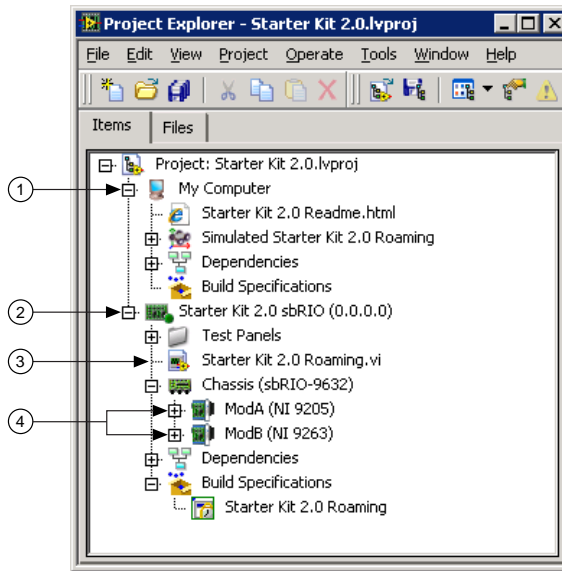 Project Explorer - Starter Kit 2.0.lvproj
File Edit View Project Operate Tools Window Help
Items Files
Project: Starter Kit 2.0.lvproj
1 My Computer
Starter Kit 2.0 Readme.html
Simulated Starter Kit 2.0 Roaming
Dependencies
Build Specifications
2 Starter Kit 2.0 sbRIO (0.0.0.0)
Test Panels
3 Starter Kit 2.0 Roaming.vi
Chassis (sbRIO-9632)
4 ModA (NI 9205)
ModB (NI 9263)
Dependencies
Build Specifications
Starter Kit 2.0 Roaming